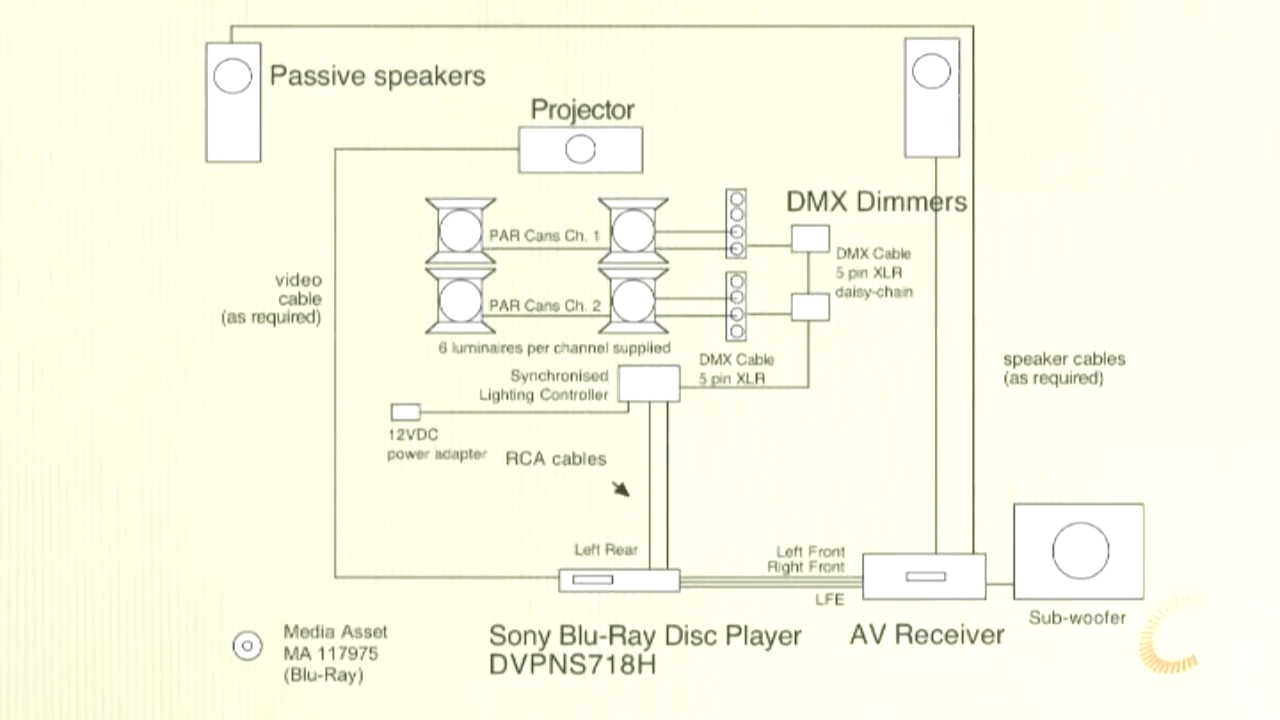 Passive speakers
Projector
DMX Dimmers
PAR Cans Ch. 1
DMX Cable
5 pin XLR
daisy-chain
video
cable
(as required)
PAR Cans Ch. 2
6 luminaires per channel supplied
DMX Cable
5 pin XLR
speaker cables
(as required)
Synchronised
Lighting Controller
12VDC
power adapter
RCA cables
Left Rear
Left Front
Right Front
LFE
Sub-woofer
Media Asset
MA 117975
(Blu-Ray)
Sony Blu-Ray Disc Player
DVPNS718H
AV Receiver